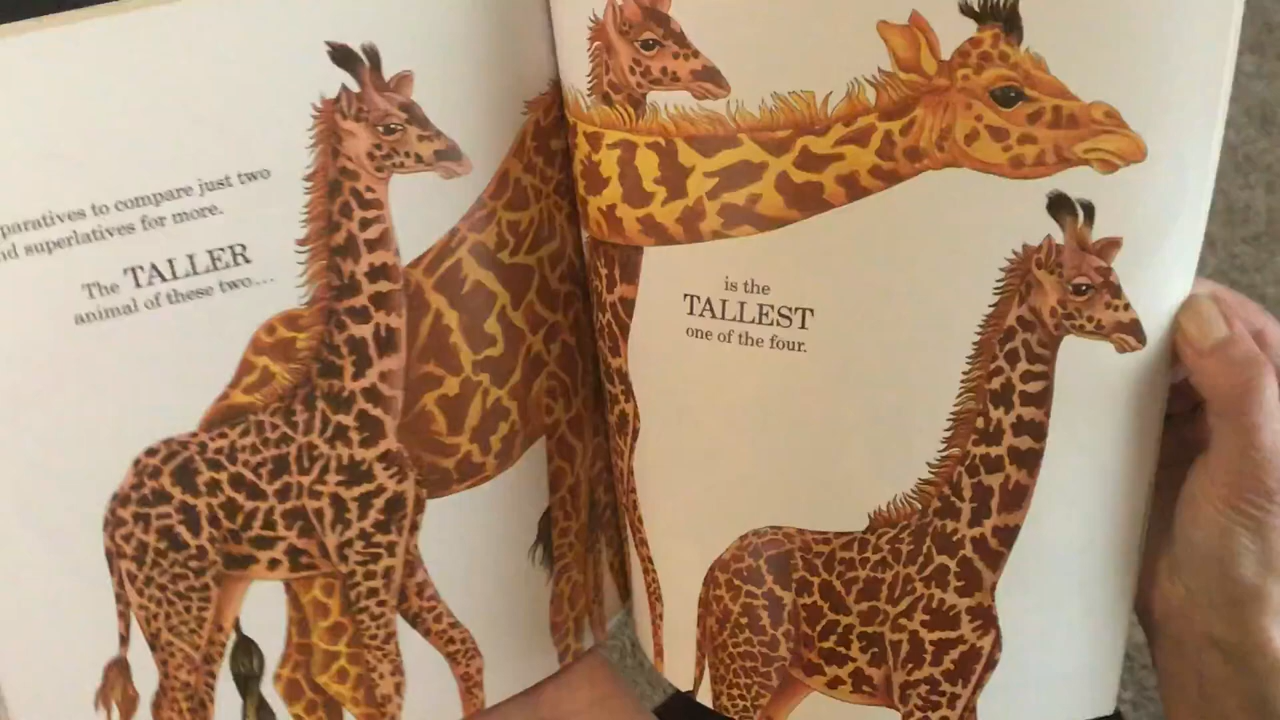 paratives to compare just two
nd superlatives for more.
The TALLER
animal of these two...
is the
TALLEST
one of the four.